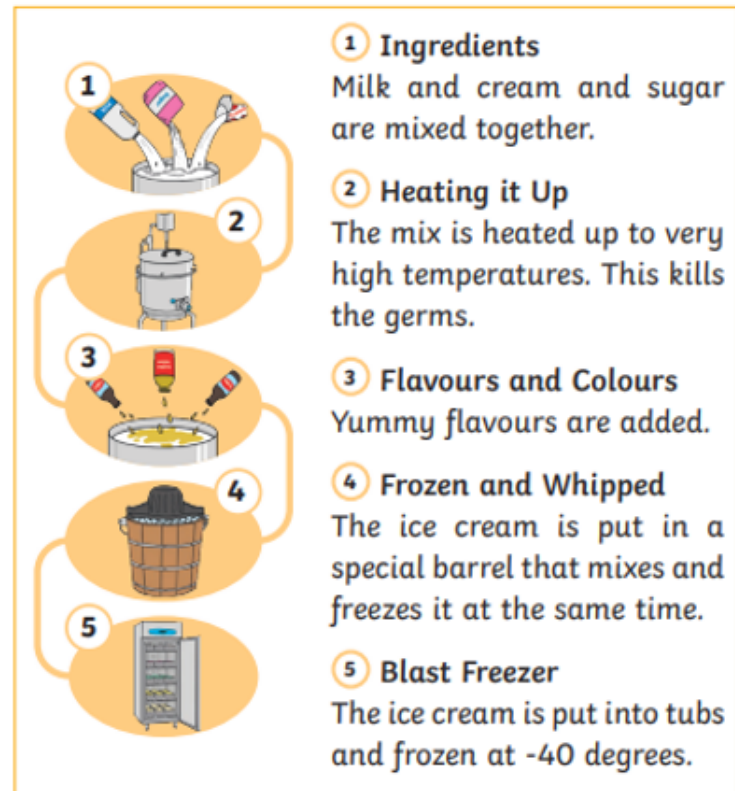 1 Ingredients
Milk and cream and sugar
are mixed together.
2 Heating it Up
The mix is heated up to very
high temperatures. This kills
the germs.
3 Flavours and Colours
Yummy flavours are added.
4 Frozen and Whipped
The ice cream is put in a
special barrel that mixes and
freezes it at the same time.
5 Blast Freezer
The ice cream is put into tubs
and frozen at -40 degrees.
1
2
3
4
5